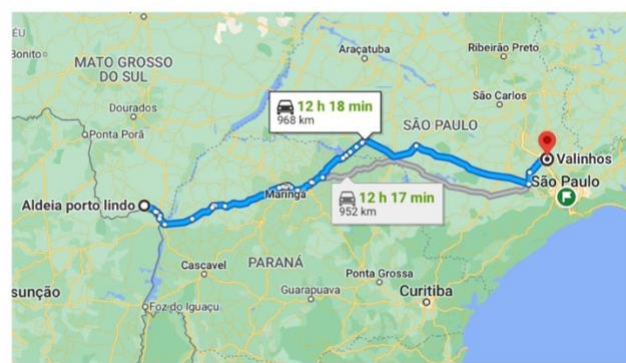 ÉU
Bonito
MATO GROSSO
DO SUL
Araçatuba
Ribeirão Preto
12 h 18 min
968 km
São Carlos
Dourados
SÃO PAULO
Ponta Porã
Valinhos
12 h 17 min
952 km
Maringá
São Paulo
Aldeia porto lindo
Cascavel
PARANÁ
Ponta Grossa
sunção
Guarapuava
Curitiba
Foz do Iguaçu